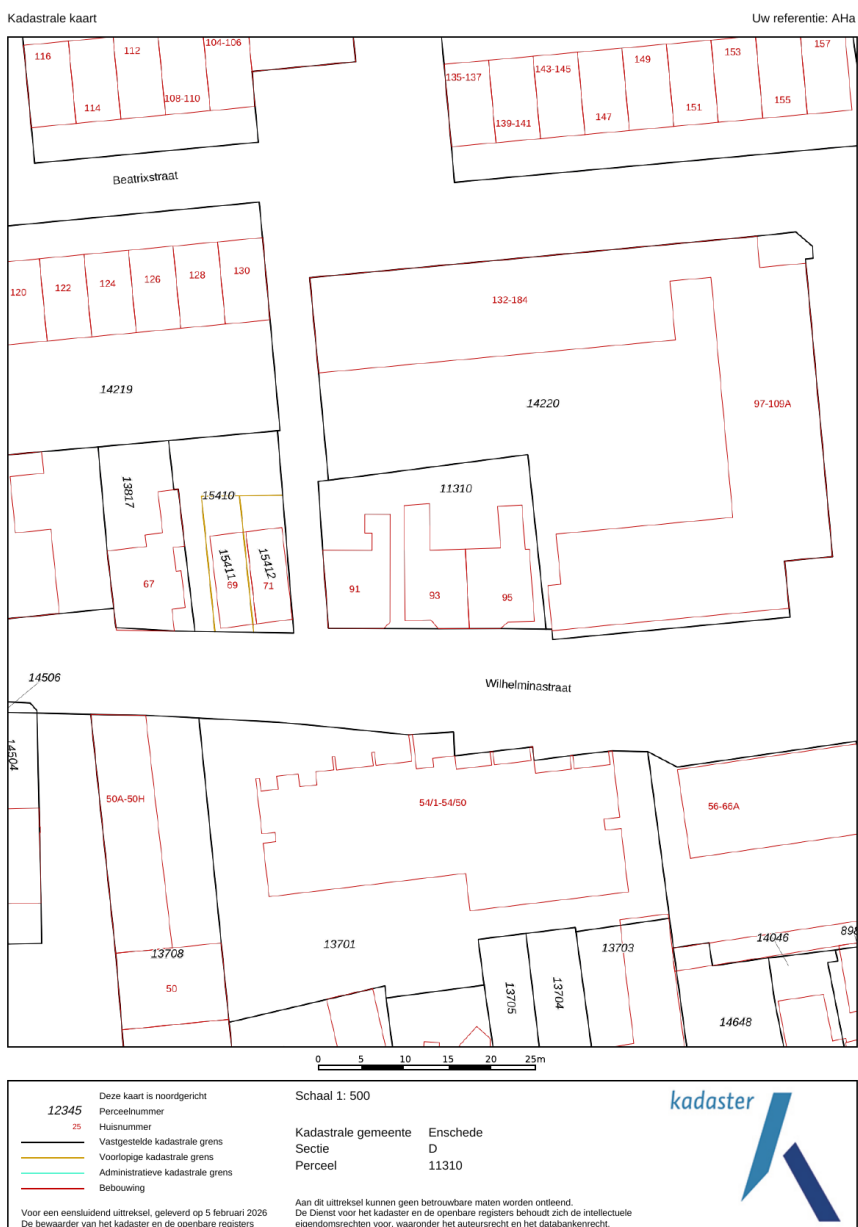 Kadastrale kaart
Uw referentie: AHa
116
112
104-106
114
108-110
135-137
143-145
149
153
157
139-141
147
151
155
Beatrixstraat
120
122
124
126
128
130
132-184
14219
14220
97-109A
13817
15410
11310
15411
15412
67
69
71
91
93
95
14506
Wilhelminastraat
14504
50A-50H
54/1-54/50
56-66A
13708
13701
13703
14046
898
50
13705
13704
14648
0 5 10 15 20 25m
Deze kaart is noordgericht
12345 Perceelnummer
25 Huisnummer
Vastgestelde kadastrale grens
Voorlopige kadastrale grens
Administratieve kadastrale grens
Bebouwing
Voor een eensluidend uittreksel, geleverd op 5 februari 2026
De bewaarder van het kadaster en de openbare registers
Schaal 1: 500
Kadastrale gemeente Enschede
Sectie D
Perceel 11310
Aan dit uittreksel kunnen geen betrouwbare maten worden ontleend.
De Dienst voor het kadaster en de openbare registers behoudt zich de intellectuele
eigendomsrechten voor, waaronder het auteursrecht en het databankenrecht.
kadaster